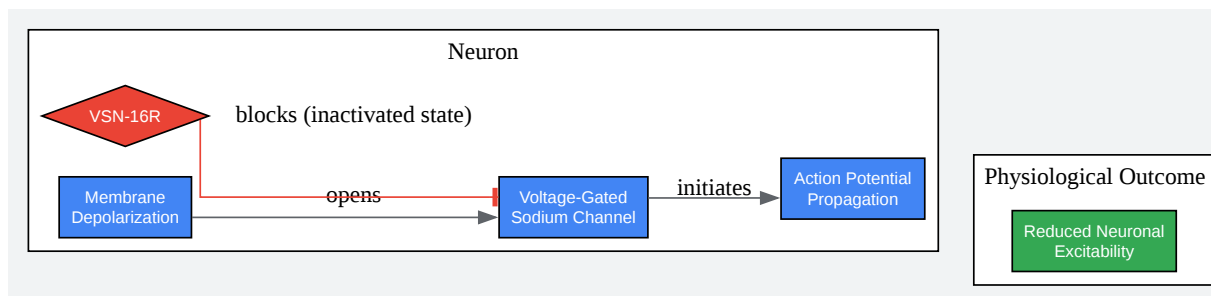 Neuron
VSN-16R
blocks (inactivated state)
Membrane
Depolarization
opens
Voltage-Gated
Sodium Channel
initiates
Action Potential
Propagation
Physiological Outcome
Reduced Neuronal
Excitability